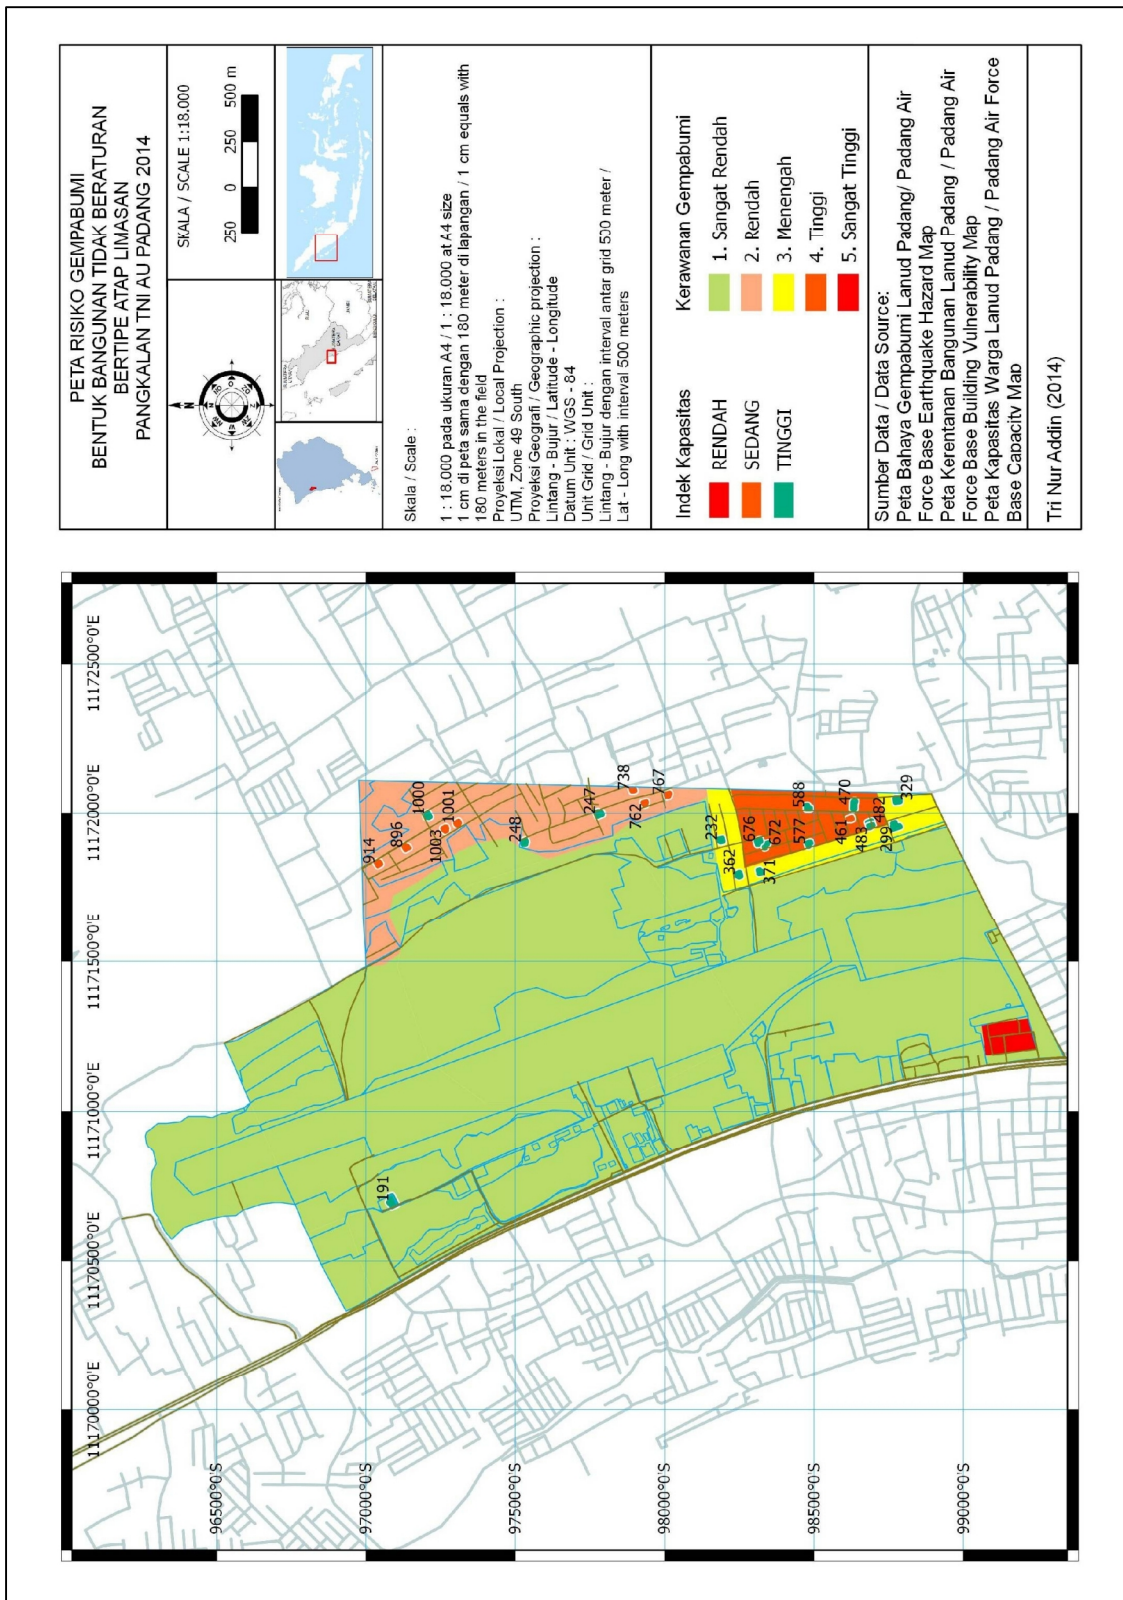 PETA RISIKO GEMPABUMI
BENTUK BANGUNAN TIDAK BERATURAN
BERTIPE ATAP LIMASAN
PANGKALAN TNI AU PADANG 2014
SKALA / SCALE 1:18.000
250 0 250 500 m
N
Skala / Scale :
1 : 18.000 pada ukuran A4 / 1 : 18.000 at A4 size
1 cm di peta sama dengan 180 meter di lapangan / 1 cm equals with
180 meters in the field
Proyeksi Lokal / Local Projection :
UTM, Zone 49 South
Proyeksi Geografi / Geographic projection :
Lintang - Bujur / Latitude - Longitude
Datum Unit : WGS - 84
Unit Grid / Grid Unit :
Lintang - Bujur dengan interval antar grid 500 meter /
Lat - Long with interval 500 meters
Indek Kapasitas
RENDAH
SEDANG
TINGGI
Kerawanan Gempabumi
1. Sangat Rendah
2. Rendah
3. Menengah
4. Tinggi
5. Sangat Tinggi
Sumber Data / Data Source:
Peta Bahaya Gempabumi Lanud Padang/ Padang Air
Force Base Earthquake Hazard Map
Peta Kerentanan Bangunan Lanud Padang / Padang Air
Force Base Building Vulnerability Map
Peta Kapasitas Warga Lanud Padang / Padang Air Force
Base Capacity Map
Tri Nur Addin (2014)
11172500°0'E
11172000°0'E
11171500°0'E
11171000°0'E
11170500°0'E
11170000°0'E
96500°0'S
97000°0'S
97500°0'S
98000°0'S
98500°0'S
99000°0'S
914
896
1000
1003
1001
248
247
738
762
767
232
362
676
672
371
588
577
470
461
482
483
299
329
191